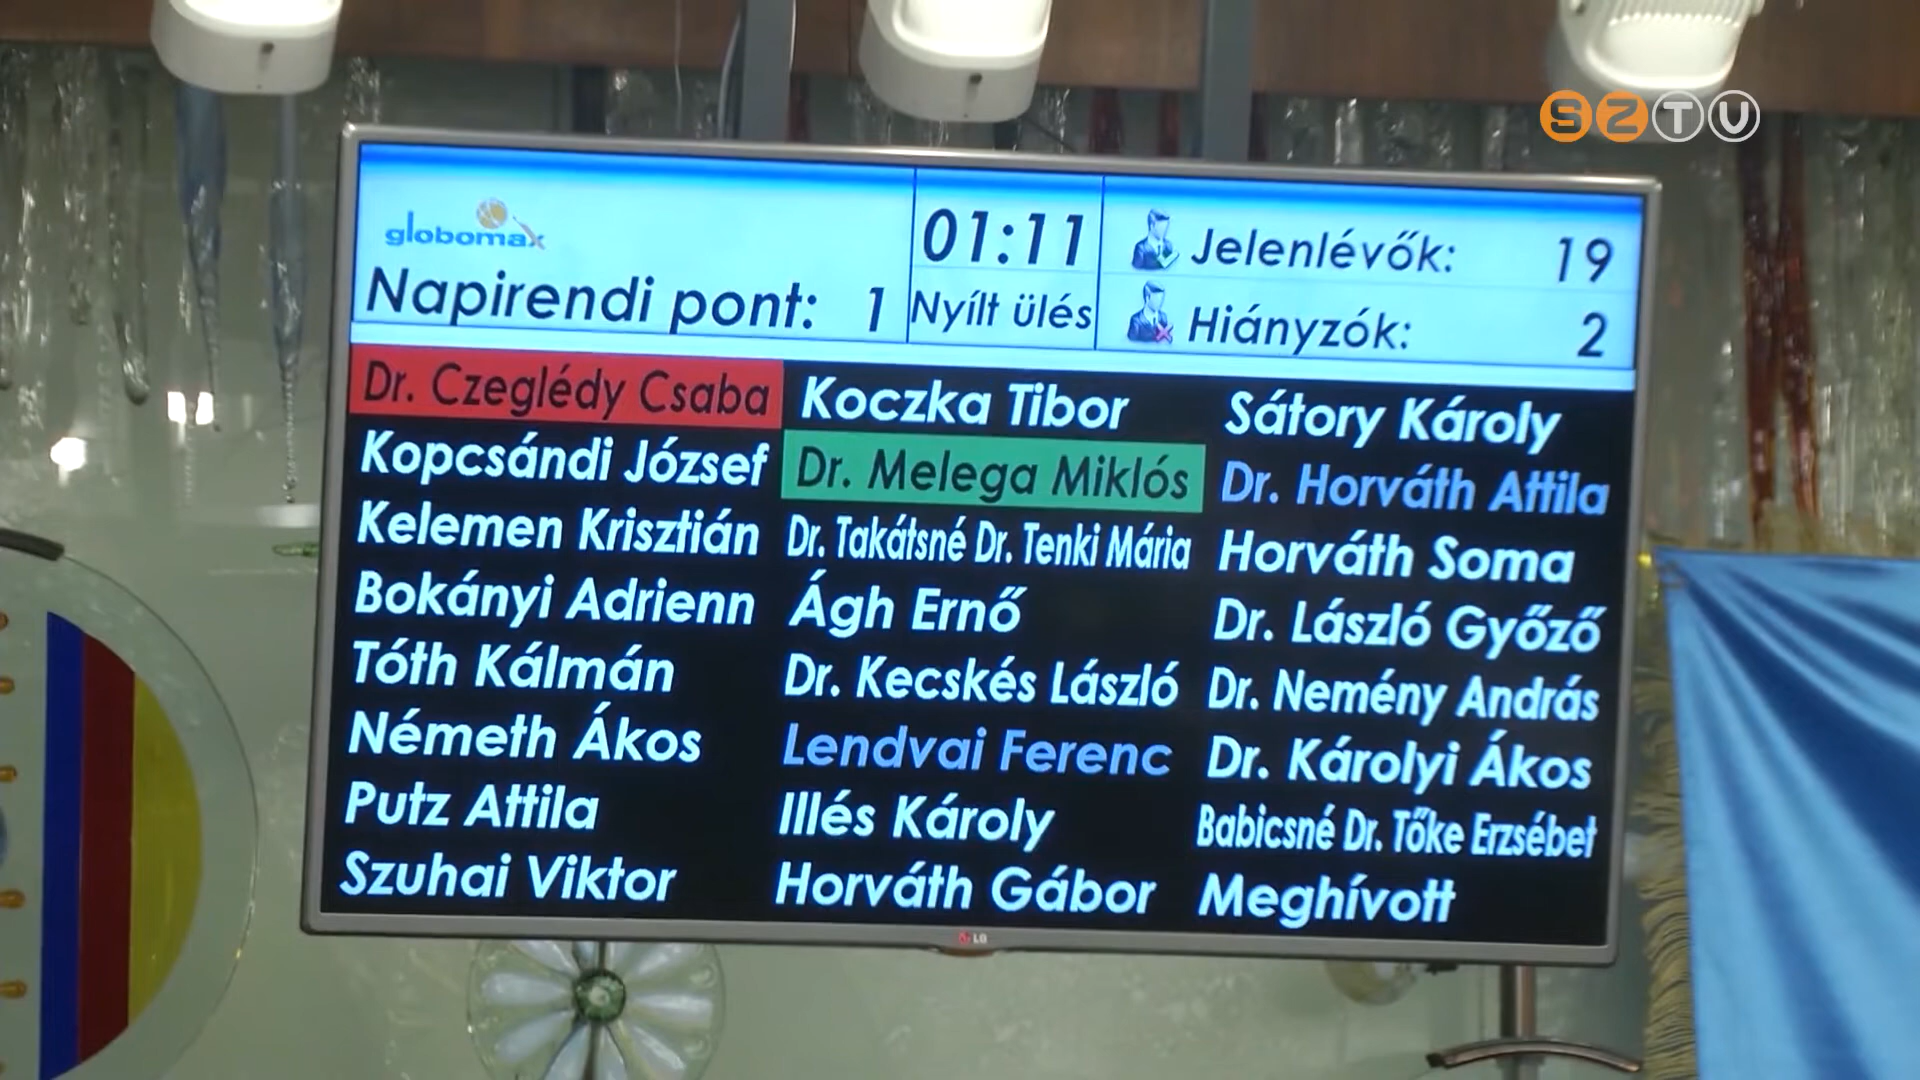 SZTV
globomax
Napirendi pont: 1
01:11
Nyílt ülés
Jelenlévők: 19
Hiányzók: 2
Dr. Czeglédy Csaba
Kopcsándi József
Kelemen Krisztián
Bokányi Adrienn
Tóth Kálmán
Németh Ákos
Putz Attila
Szuhai Viktor
Koczka Tibor
Dr. Melega Miklós
Dr. Takátsné Dr. Tenki Mária
Ágh Ernő
Dr. Kecskés László
Lendvai Ferenc
Illés Károly
Horváth Gábor
Sátory Károly
Dr. Horváth Attila
Horváth Soma
Dr. László Győző
Dr. Nemény András
Dr. Károlyi Ákos
Babicsné Dr. Tőke Erzsébet
Meghívott
LG